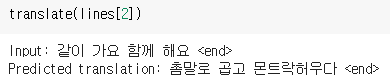 translate(lines[2])
Input: 같이 가요 함께 해요 <end>
Predicted translation: 촘말로 곱고 몬트락허우다 <end>